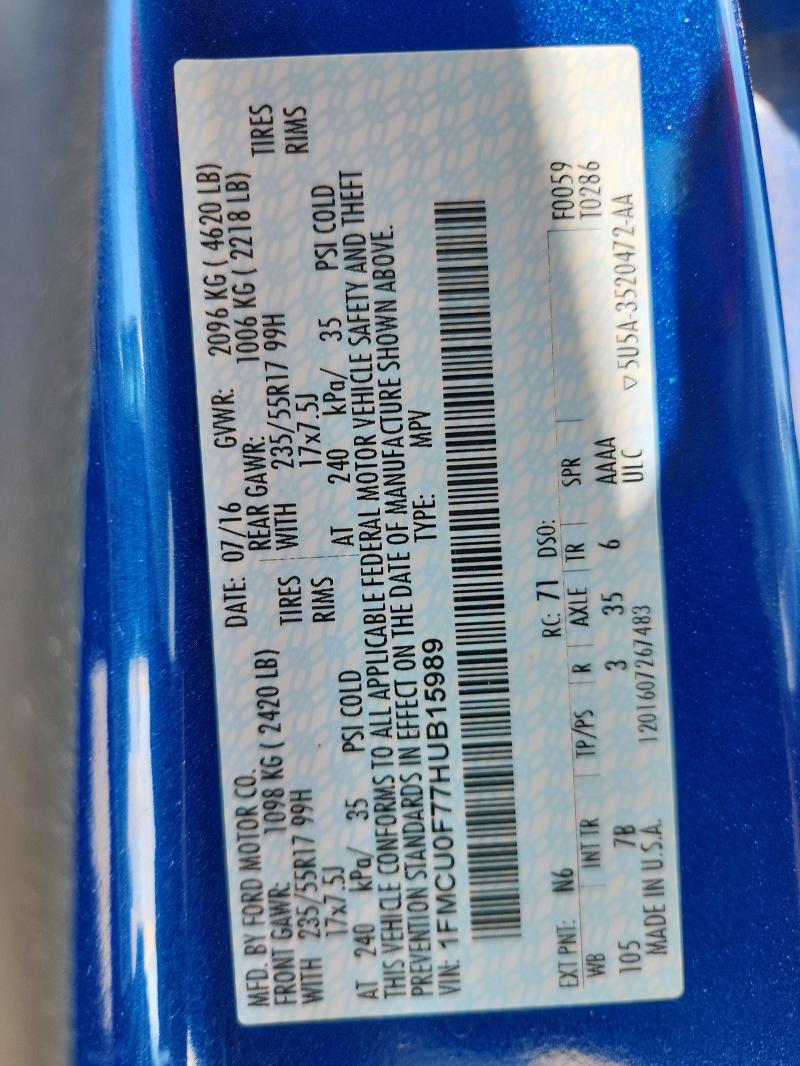 MFD. BY FORD MOTOR CO. DATE: 07/16 GVWR: 2096 KG ( 4620 LB)
FRONT GAWR: 1098 KG ( 2420 LB) REAR GAWR: 1006 KG ( 2218 LB)
WITH 235/55R17 99H TIRES WITH 235/55R17 99H TIRES
17x7.5J RIMS 17x7.5J RIMS
AT 240 kPa/ 35 PSI COLD AT 240 kPa/ 35 PSI COLD
THIS VEHICLE CONFORMS TO ALL APPLICABLE FEDERAL MOTOR VEHICLE SAFETY AND THEFT
PREVENTION STANDARDS IN EFFECT ON THE DATE OF MANUFACTURE SHOWN ABOVE.
VIN: 1FMCU0F77HUB15989 TYPE: MPV
EXT PNT: N6 RC: 71 DSO: F0059
WB INT TR TP/PS R AXLE TR SPR T0286
105 7B 3 35 6 AAAA
MADE IN U.S.A. 1201607267483 ULC ▽5U5A-3520472-AA